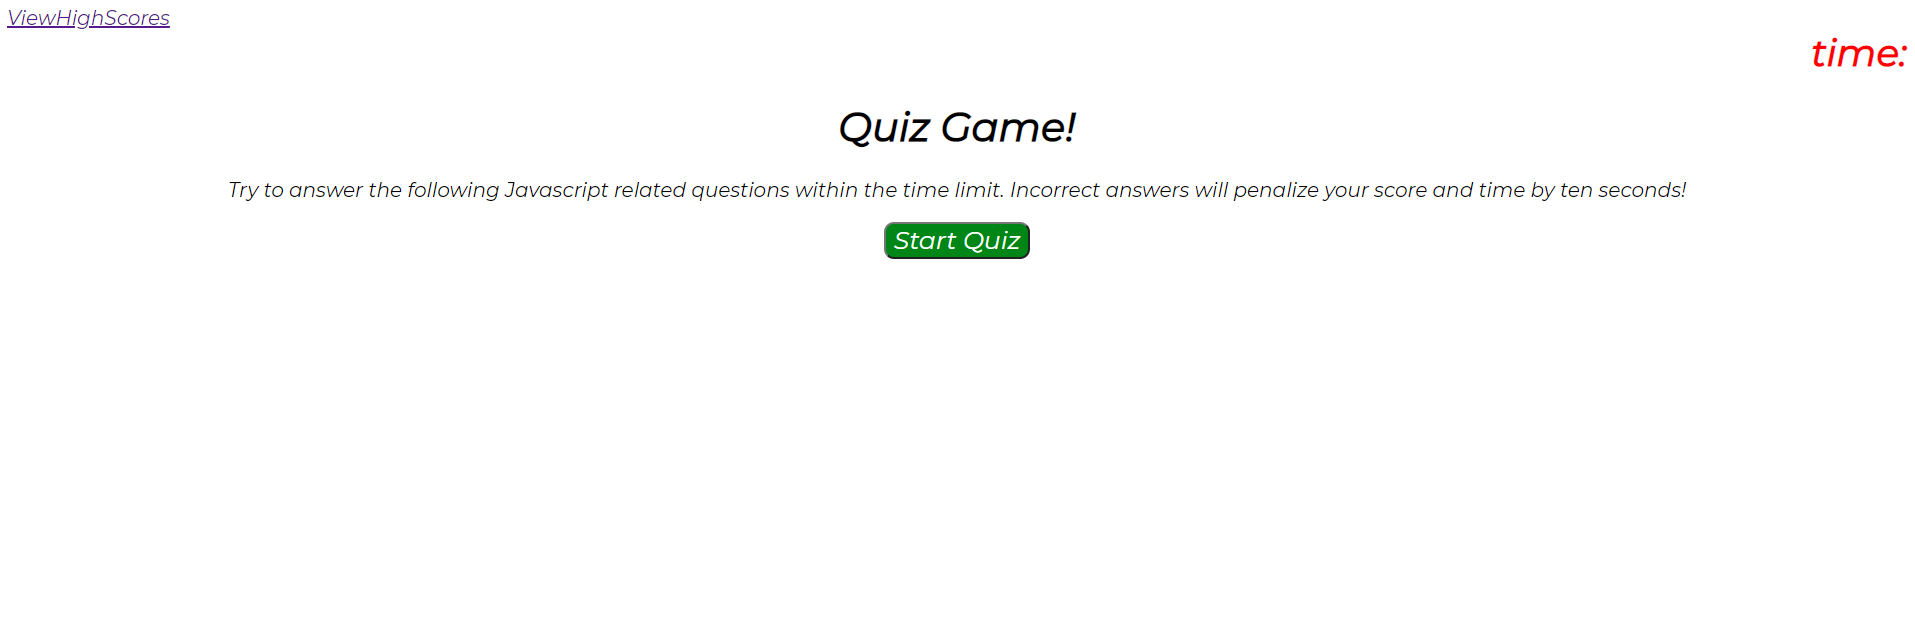 ViewHighScores
time:
Quiz Game!
Try to answer the following Javascript related questions within the time limit. Incorrect answers will penalize your score and time by ten seconds!
Start Quiz